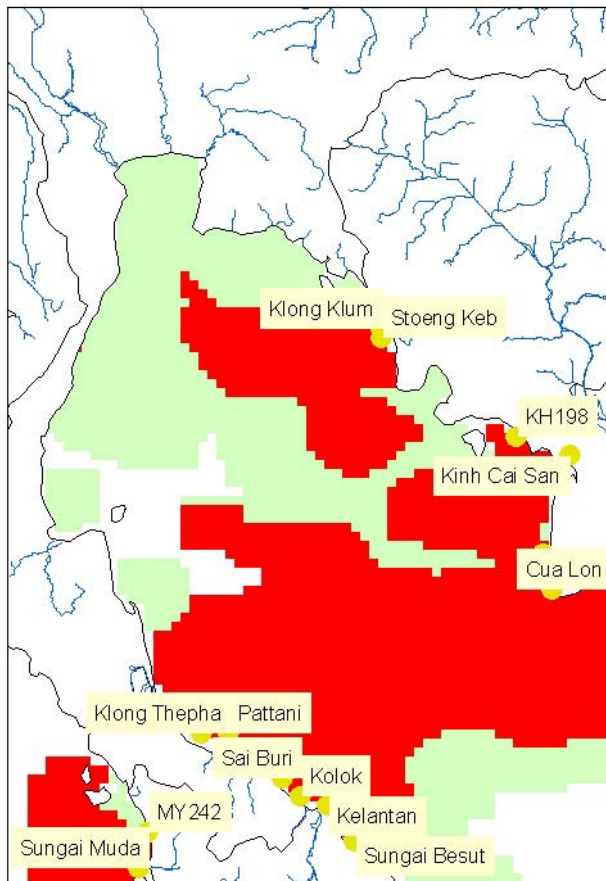 Klong Klum
Stoeng Keb
KH198
Kinh Cai San
Cua Lon
Klong Thepha
Pattani
Sai Buri
Kolok
MY242
Kelantan
Sungai Muda
Sungai Besut